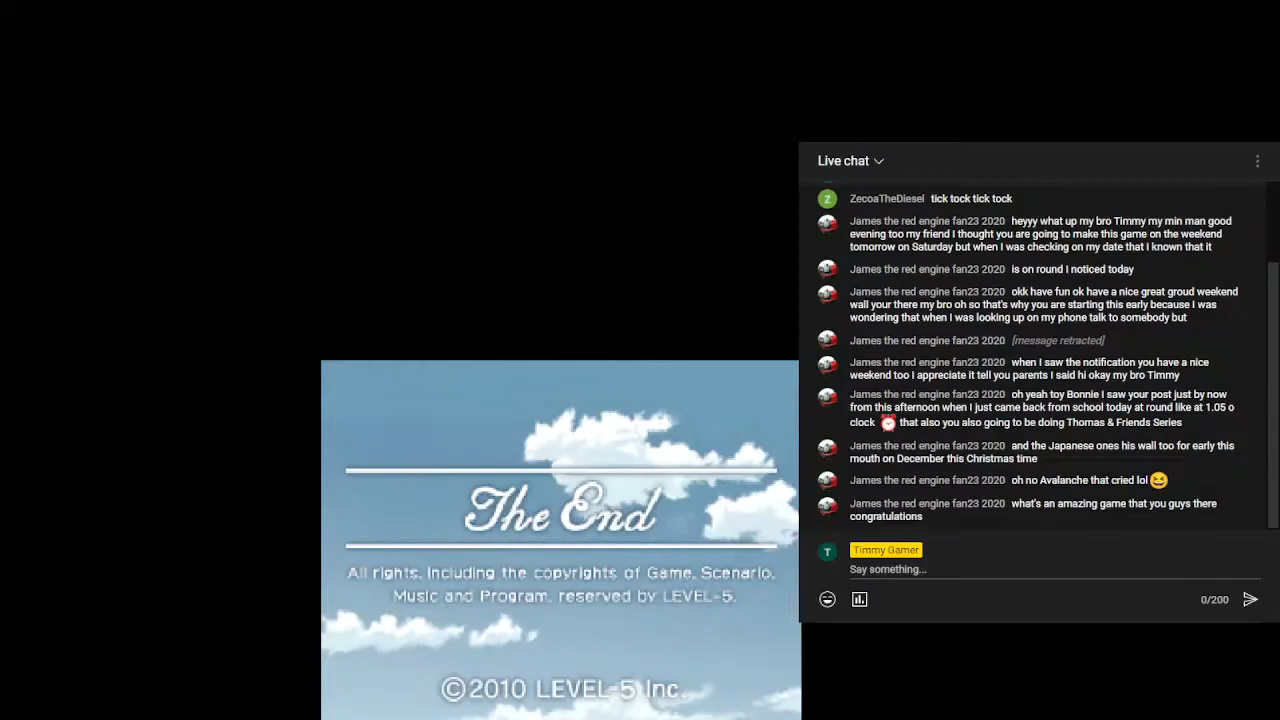 Live chat
ZecoaTheDiesel tick tock tick tock
James the red engine fan23 2020 heyyy what up my bro Timmy my min man good
evening too my friend I thought you are going to make this game on the weekend
tomorrow on Saturday but when I was checking on my date that I known that it
James the red engine fan23 2020 is on round I noticed today
James the red engine fan23 2020 okk have fun ok have a nice great groud weekend
wall your there my bro oh so that's why you are starting this early because I was
wondering that when I was looking up on my phone talk to somebody but
James the red engine fan23 2020 [message retracted]
James the red engine fan23 2020 when I saw the notification you have a nice
weekend too I appreciate it tell you parents I said hi okay my bro Timmy
James the red engine fan23 2020 oh yeah toy Bonnie I saw your post just by now
from this afternoon when I just came back from school today at round like at 1.05 o
clock ⏰ that also you also going to be doing Thomas & Friends Series
James the red engine fan23 2020 and the Japanese ones his wall too for early this
mouth on December this Christmas time
James the red engine fan23 2020 oh no Avalanche that cried lol 😆
James the red engine fan23 2020 what's an amazing game that you guys there
congratulations
T Timmy Gamer
Say something...
0/200
The End
All rights, including the copyrights of Game, Scenario,
Music and Program, reserved by LEVEL-5.
©2010 LEVEL-5 Inc.